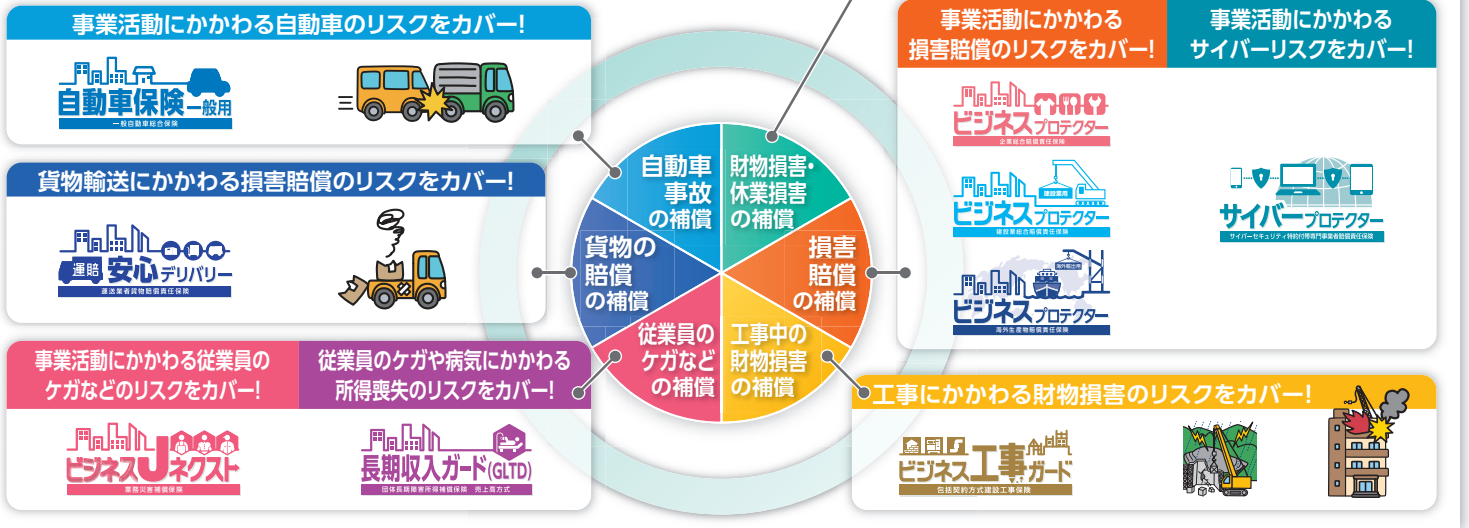 事業活動にかかわる自動車のリスクをカバー!
自動車保険 一般用
一般自動車総合保険
貨物輸送にかかわる損害賠償のリスクをカバー!
運賠 安心デリバリー
運送業者貨物賠償責任保険
事業活動にかかわる従業員の
ケガなどのリスクをカバー!
ビジネスJネクスト
業務災害補償保険
従業員のケガや病気にかかわる
所得喪失のリスクをカバー!
長期収入ガード(GLTD)
団体長期障害所得補償保険 売上高方式
自動車
事故
の補償
財物損害・
休業損害
の補償
貨物の
賠償
の補償
損害
賠償
の補償
従業員の
ケガなど
の補償
工事中の
財物損害
の補償
事業活動にかかわる
損害賠償のリスクをカバー!
ビジネスプロテクター
企業総合賠償責任保険
建設業用
ビジネスプロテクター
建設業総合賠償責任保険
海外輸出用
ビジネスプロテクター
海外生産物賠償責任保険
事業活動にかかわる
サイバーリスクをカバー!
サイバープロテクター
サイバーセキュリティ特約付帯専門事業者賠償責任保険
工事にかかわる財物損害のリスクをカバー!
ビジネス工事ガード
包括契約方式建設工事保険